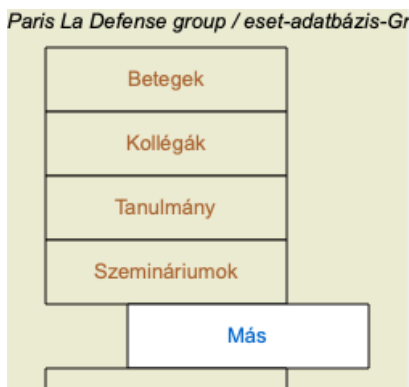 Paris La Defense group / eset-adatbázis-Gr
Betegek
Kollégák
Tanulmány
Szemináriumok
Más